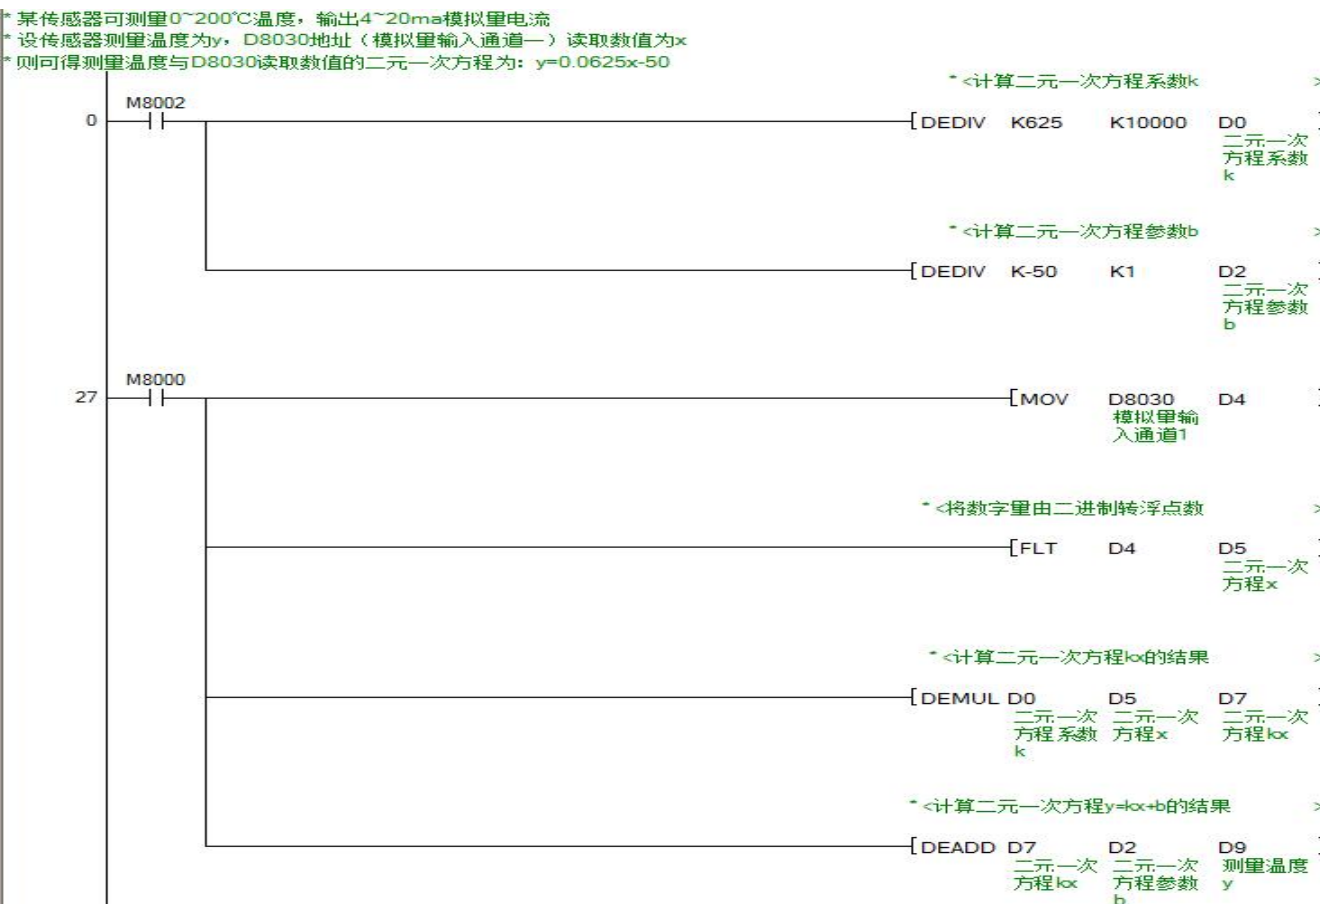 * 某传感器可测量0~200℃温度，输出4~20ma模拟量电流
* 设传感器测量温度为y，D8030地址（模拟量输入通道一）读取数值为x
* 则可得测量温度与D8030读取数值的二元一次方程为：y=0.0625x-50
* <计算二元一次方程系数k >
M8002
0 [DEDIV K625 K10000 D0 ]
二元一次
方程系数
k
* <计算二元一次方程参数b >
[DEDIV K-50 K1 D2 ]
二元一次
方程参数
b
M8000
27 [MOV D8030 D4 ]
模拟量输
入通道1
* <将数字量由二进制转浮点数 >
[FLT D4 D5 ]
二元一次
方程x
* <计算二元一次方程kx的结果 >
[DEMUL D0 D5 D7 ]
二元一次 二元一次 二元一次
方程系数 方程x 方程kx
k
* <计算二元一次方程y=kx+b的结果 >
[DEADD D7 D2 D9 ]
二元一次 二元一次 测量温度
方程kx 方程参数 y
b